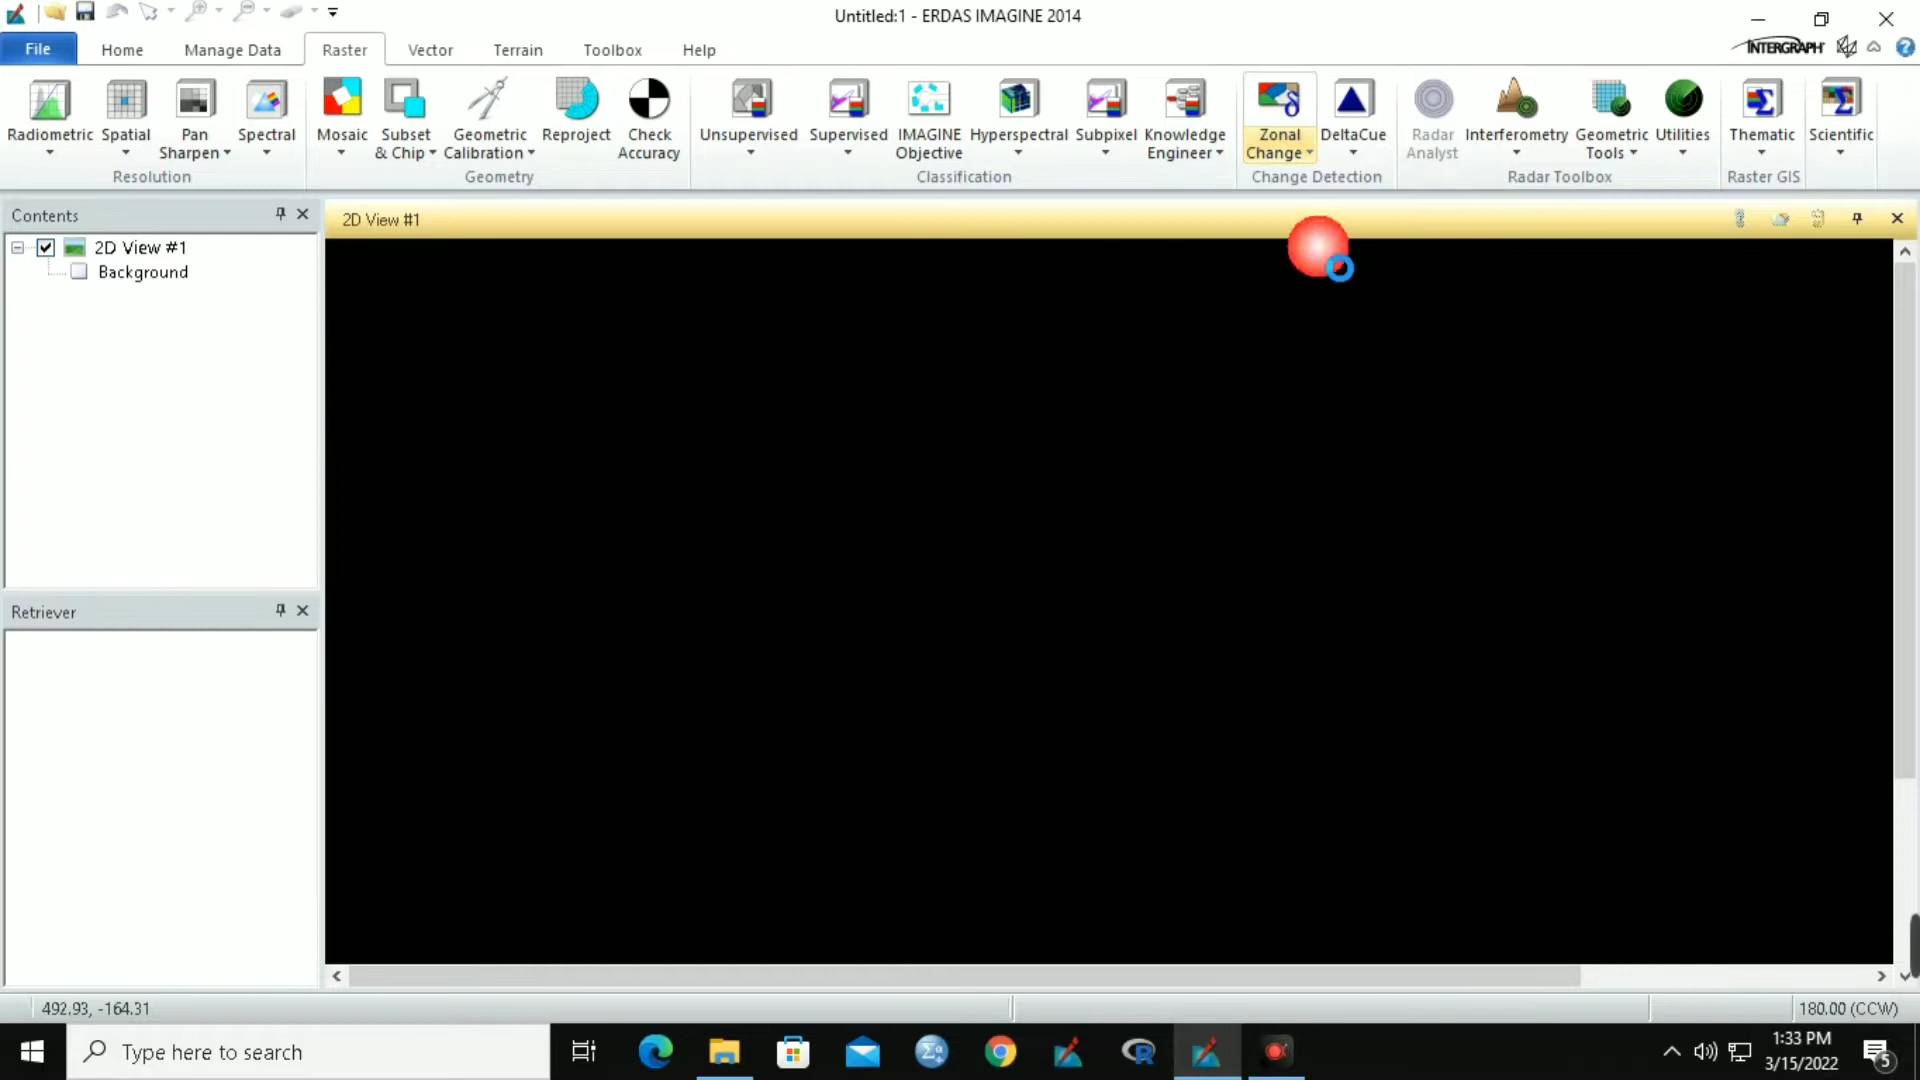 Untitled:1 - ERDAS IMAGINE 2014
File Home Manage Data Raster Vector Terrain Toolbox Help
INTERGRAPH
Radiometric
Spatial
Pan
Sharpen
Spectral
Resolution
Mosaic
Subset
& Chip
Geometric
Calibration
Reproject
Check
Accuracy
Geometry
Unsupervised
Supervised
IMAGINE
Objective
Hyperspectral
Subpixel
Knowledge
Engineer
Classification
Zonal
Change
DeltaCue
Change Detection
Radar
Analyst
Interferometry
Geometric
Tools
Utilities
Radar Toolbox
Thematic
Raster GIS
Scientific
Contents
2D View #1
Background
2D View #1
Retriever
492.93, -164.31
180.00 (CCW)
Type here to search
1:33 PM
3/15/2022
5